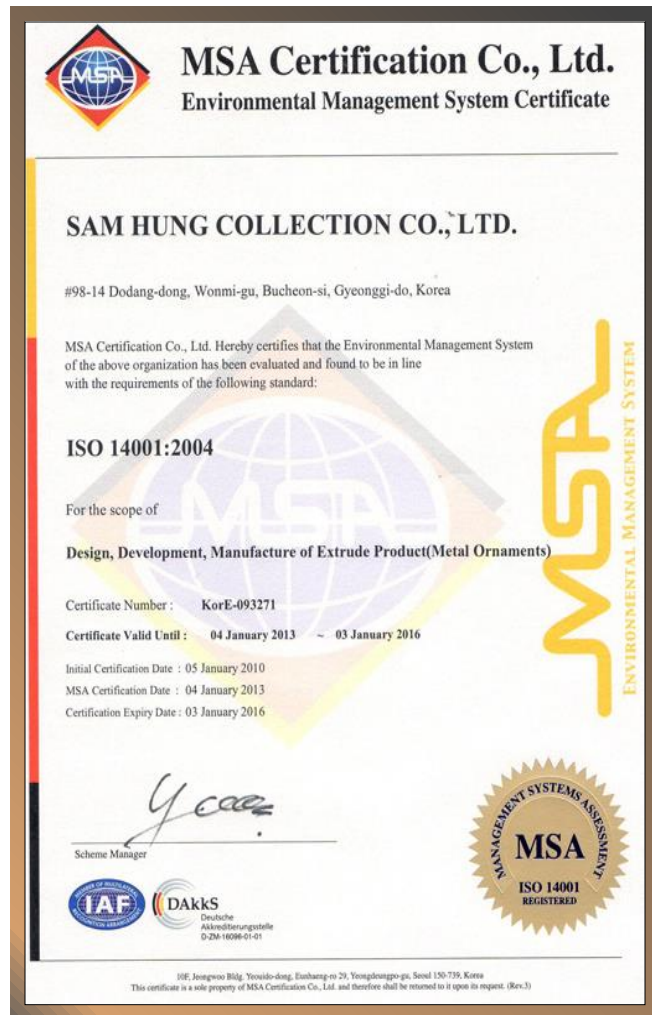 MSA
MSA Certification Co., Ltd.
Environmental Management System Certificate
SAM HUNG COLLECTION CO., LTD.
#98-14 Dodang-dong, Wonmi-gu, Bucheon-si, Gyeonggi-do, Korea
MSA Certification Co., Ltd. Hereby certifies that the Environmental Management System
of the above organization has been evaluated and found to be in line
with the requirements of the following standard:
ISO 14001:2004
For the scope of
Design, Development, Manufacture of Extrude Product(Metal Ornaments)
Certificate Number : KorE-093271
Certificate Valid Until : 04 January 2013 ~ 03 January 2016
Initial Certification Date : 05 January 2010
MSA Certification Date : 04 January 2013
Certification Expiry Date : 03 January 2016
MSA
MSA
ENVIRONMENTAL MANAGEMENT SYSTEM
Scheme Manager
MEMBER OF MULTILATERAL
IAF
RECOGNITION ARRANGEMENT
DAkkS
Deutsche
Akkreditierungsstelle
D-ZM-16096-01-01
MANAGEMENT SYSTEMS ASSESSMENT
MSA
ISO 14001
REGISTERED
10F, Jeongwoo Bldg. Yeouido-dong, Eunhaeng-ro 29, Yeongdeungpo-gu, Seoul 150-739, Korea
This certificate is a sole property of MSA Certification Co., Ltd. and therefore shall be returned to it upon its request. (Rev.3)